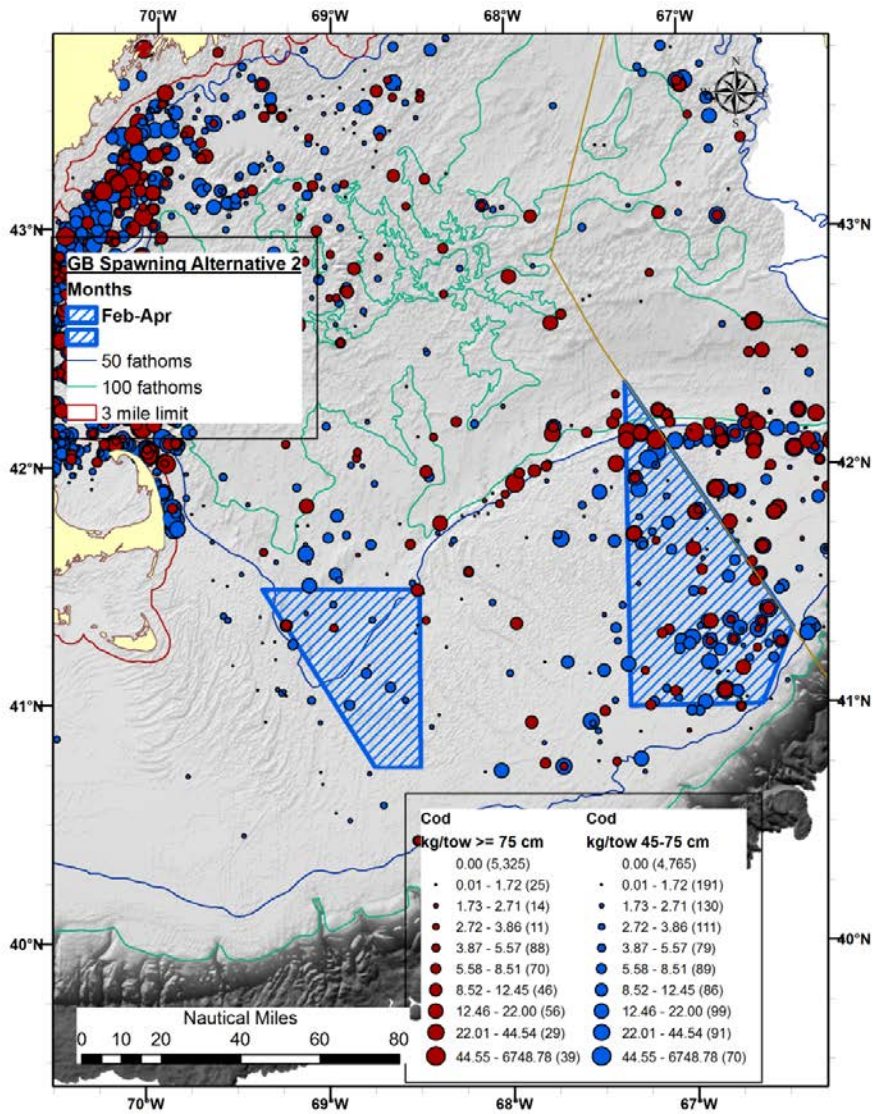 70°W 69°W 68°W 67°W
N
S
43°N 43°N
GB Spawning Alternative 2
Months
Feb-Apr
50 fathoms
100 fathoms
3 mile limit
42°N 42°N
41°N 41°N
Cod Cod
kg/tow >= 75 cm kg/tow 45-75 cm
0.00 (5,325) 0.00 (4,765)
0.01 - 1.72 (25) 0.01 - 1.72 (191)
1.73 - 2.71 (14) 1.73 - 2.71 (130)
2.72 - 3.86 (11) 2.72 - 3.86 (111)
3.87 - 5.57 (88) 3.87 - 5.57 (79)
5.58 - 8.51 (70) 5.58 - 8.51 (89)
8.52 - 12.45 (46) 8.52 - 12.45 (86)
12.46 - 22.00 (56) 12.46 - 22.00 (99)
22.01 - 44.54 (29) 22.01 - 44.54 (91)
44.55 - 6748.78 (39) 44.55 - 6748.78 (70)
40°N 40°N
Nautical Miles
0 5 10 15 20 40 60 80
70°W 69°W 68°W 67°W